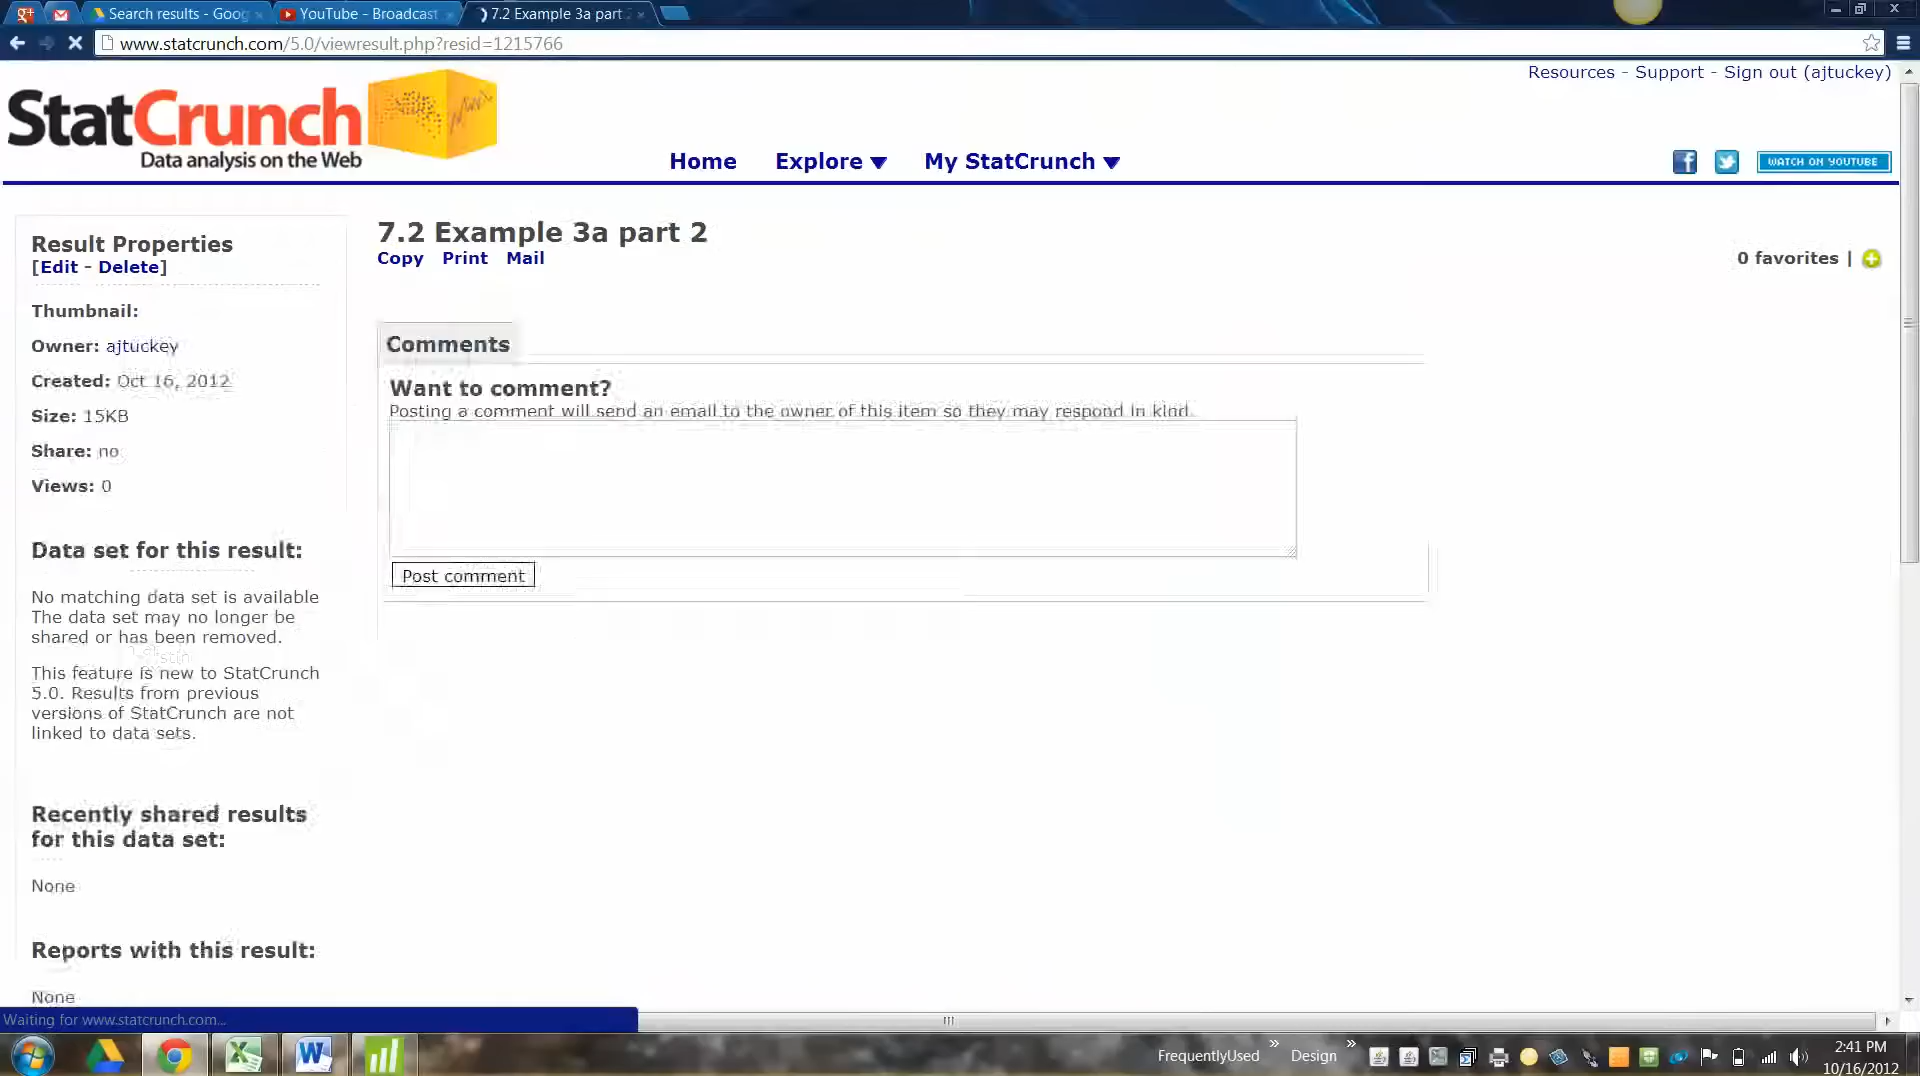 Search results - Goog
YouTube - Broadcast
7.2 Example 3a part
www.statcrunch.com/5.0/viewresult.php?resid=1215766
Resources - Support - Sign out (ajtuckey)
StatCrunch
Data analysis on the Web
Home Explore My StatCrunch
WATCH ON YOUTUBE
Result Properties
[Edit - Delete]
Thumbnail:
Owner: ajtuckey
Created: Oct 16, 2012
Size: 15KB
Share: no
Views: 0
Data set for this result:
No matching data set is available
The data set may no longer be
shared or has been removed.
This feature is new to StatCrunch
5.0. Results from previous
versions of StatCrunch are not
linked to data sets.
Recently shared results
for this data set:
None
Reports with this result:
None
7.2 Example 3a part 2
Copy Print Mail
0 favorites |
Comments
Want to comment?
Posting a comment will send an email to the owner of this item so they may respond in kind.
Post comment
Waiting for www.statcrunch.com...
FrequentlyUsed » Design »
2:41 PM
10/16/2012